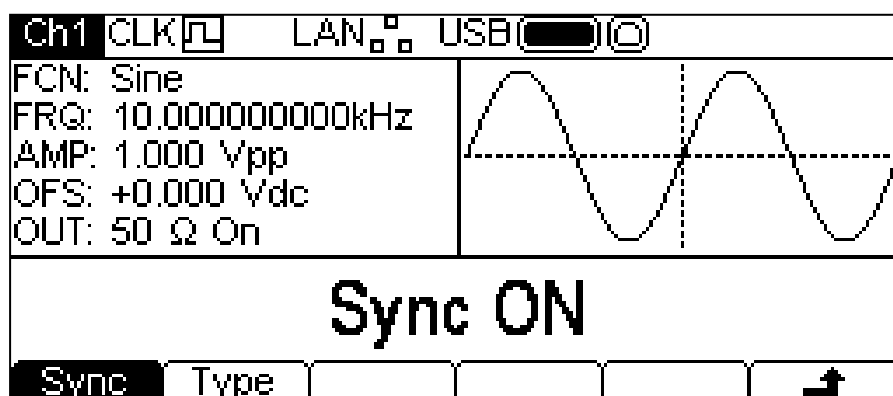 Ch1 CLK LAN USB
FCN: Sine
FRQ: 10.000000000kHz
AMP: 1.000 Vpp
OFS: +0.000 Vdc
OUT: 50 Ω On
Sync ON
Sync Type